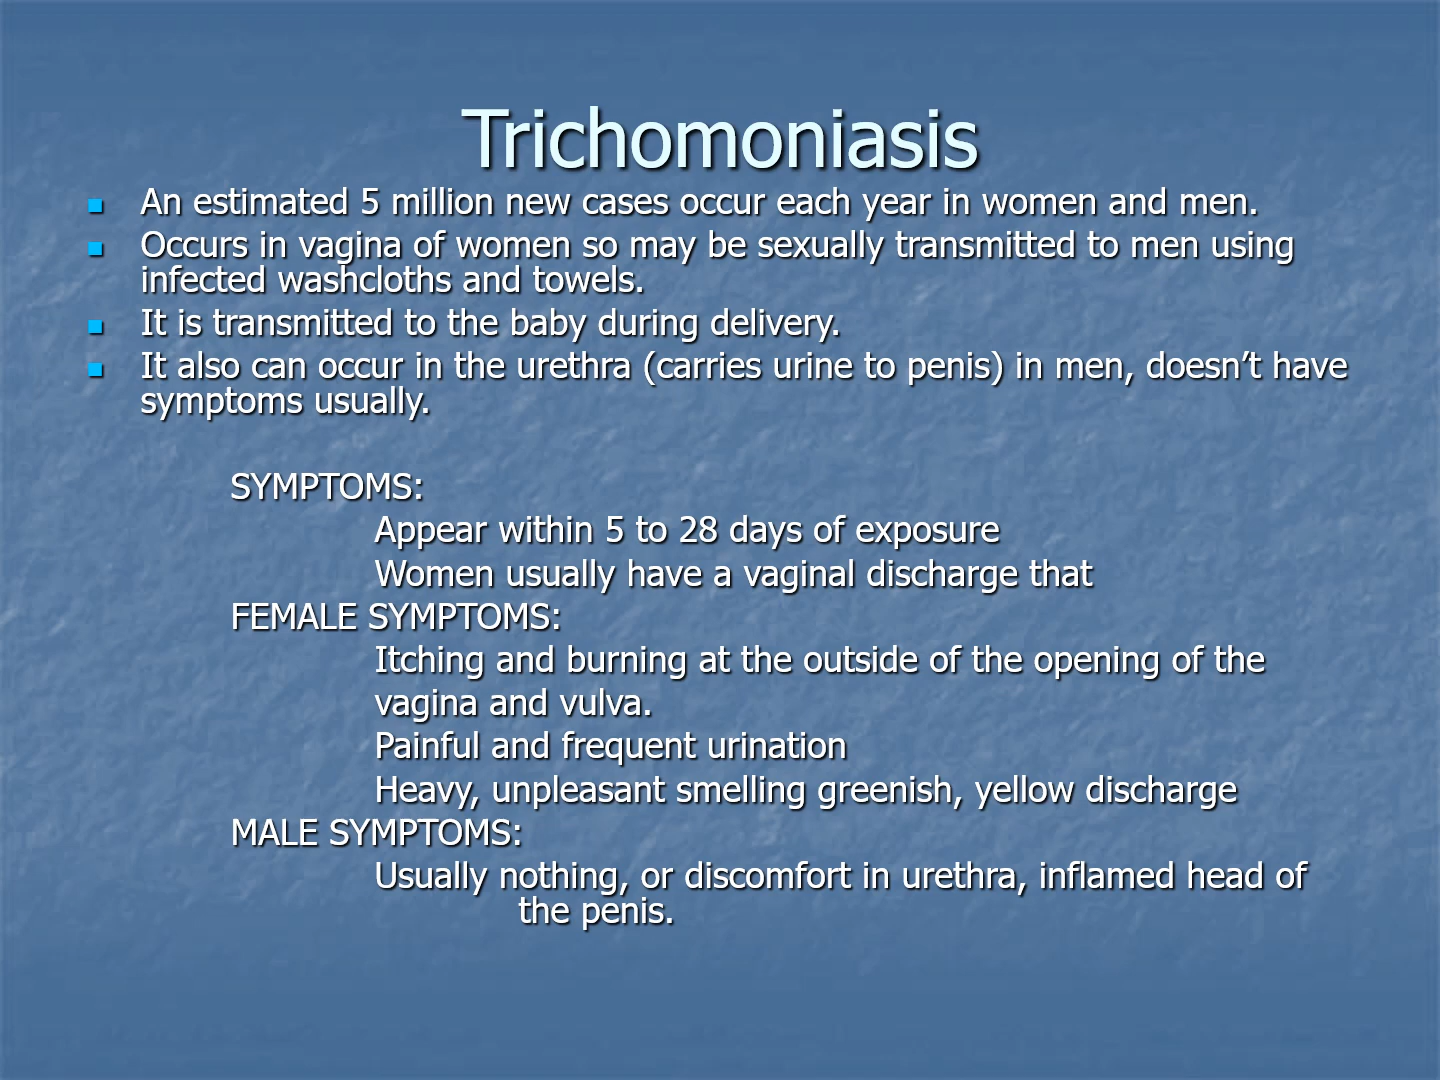 Trichomoniasis
An estimated 5 million new cases occur each year in women and men.
Occurs in vagina of women so may be sexually transmitted to men using
infected washcloths and towels.
It is transmitted to the baby during delivery.
It also can occur in the urethra (carries urine to penis) in men, doesn’t have
symptoms usually.
SYMPTOMS:
Appear within 5 to 28 days of exposure
Women usually have a vaginal discharge that
FEMALE SYMPTOMS:
Itching and burning at the outside of the opening of the
vagina and vulva.
Painful and frequent urination
Heavy, unpleasant smelling greenish, yellow discharge
MALE SYMPTOMS:
Usually nothing, or discomfort in urethra, inflamed head of
the penis.